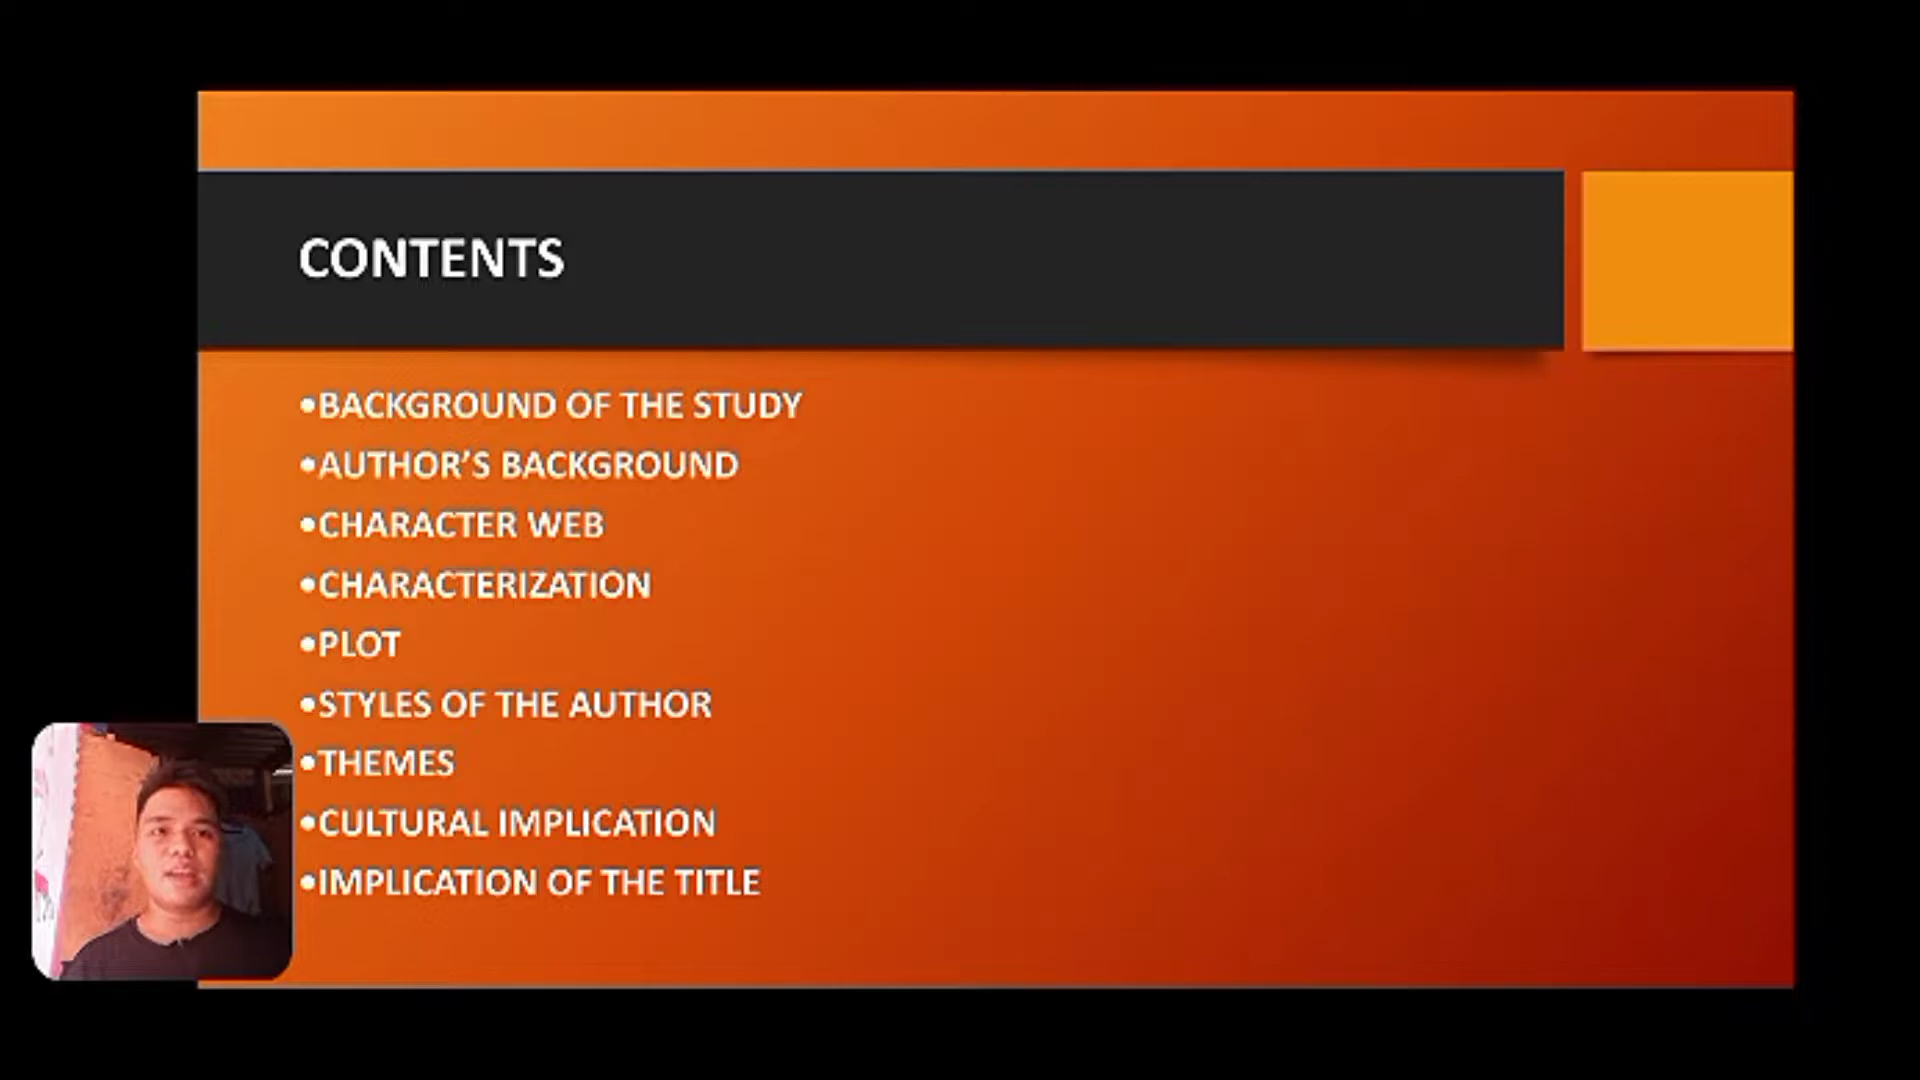 CONTENTS
•BACKGROUND OF THE STUDY
•AUTHOR’S BACKGROUND
•CHARACTER WEB
•CHARACTERIZATION
•PLOT
•STYLES OF THE AUTHOR
•THEMES
•CULTURAL IMPLICATION
•IMPLICATION OF THE TITLE